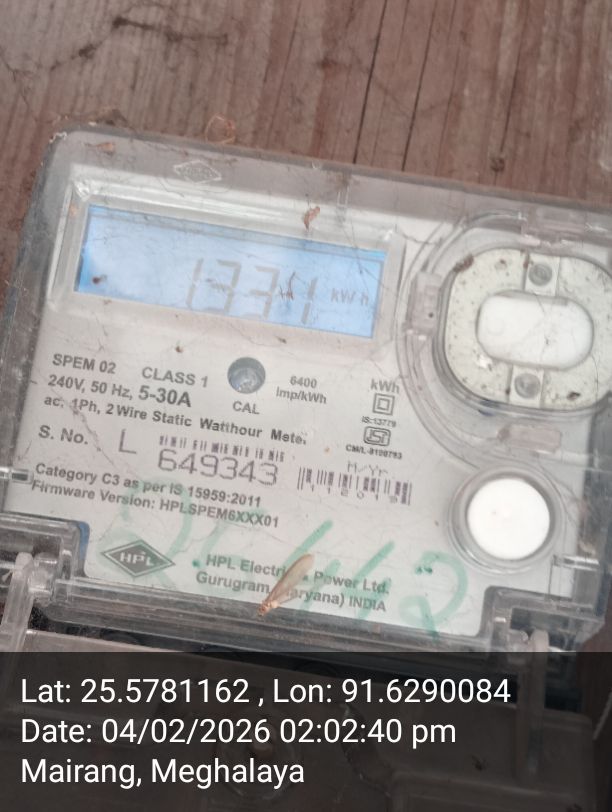 kWh
SPEM 02 CLASS 1
240V, 50 Hz, 5-30A
6400
Imp/kWh
CAL
kWh
ac, 1Ph, 2 Wire Static Watthour Meter
IS:13779
CM/L-8100793
S. No. L 649343
M/Yr
112019
Category C3 as per IS 15959:2011
Firmware Version: HPLSPEM6XXX01
HPL
HPL Electric & Power Ltd.
Gurugram (Haryana) INDIA
Lat: 25.5781162 , Lon: 91.6290084
Date: 04/02/2026 02:02:40 pm
Mairang, Meghalaya